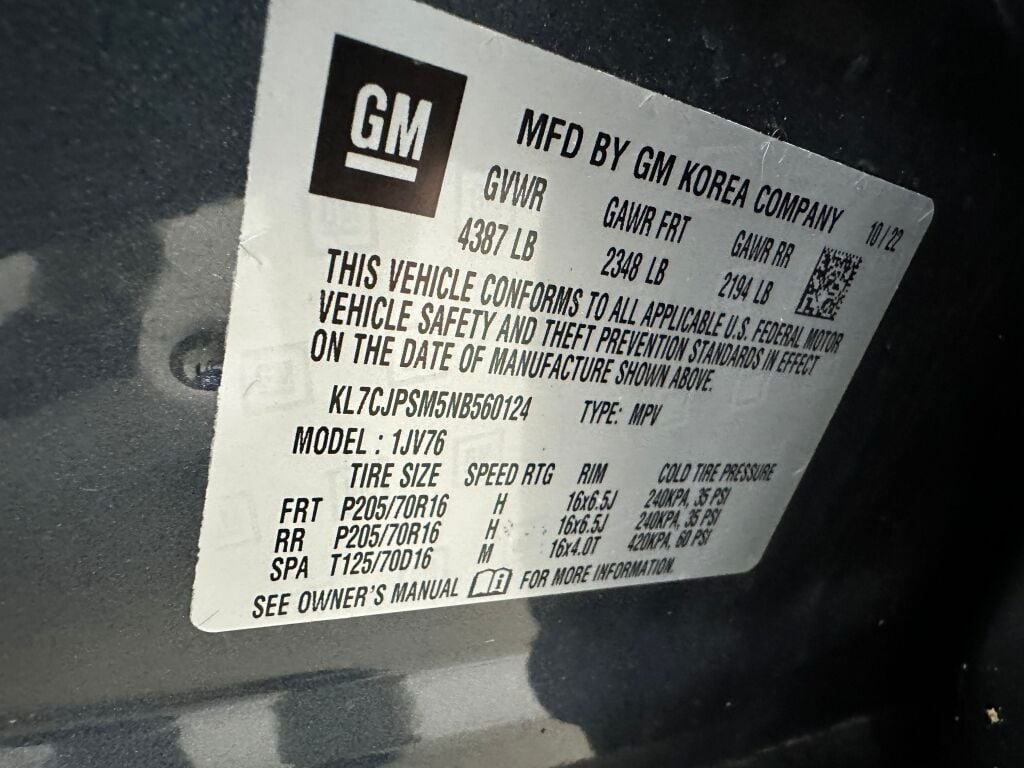 GM
MFD BY GM KOREA COMPANY 10/22
GVWR GAWR FRT GAWR RR
4387 LB 2348 LB 2194 LB
THIS VEHICLE CONFORMS TO ALL APPLICABLE U.S. FEDERAL MOTOR
VEHICLE SAFETY AND THEFT PREVENTION STANDARDS IN EFFECT
ON THE DATE OF MANUFACTURE SHOWN ABOVE.
KL7CJPSM5NB560124 TYPE: MPV
MODEL : 1JV76
TIRE SIZE SPEED RTG RIM COLD TIRE PRESSURE
FRT P205/70R16 H 16x6.5J 240KPA, 35 PSI
RR P205/70R16 H 16x6.5J 240KPA, 35 PSI
SPA T125/70D16 M 16x4.0T 420KPA, 60 PSI
SEE OWNER'S MANUAL FOR MORE INFORMATION.